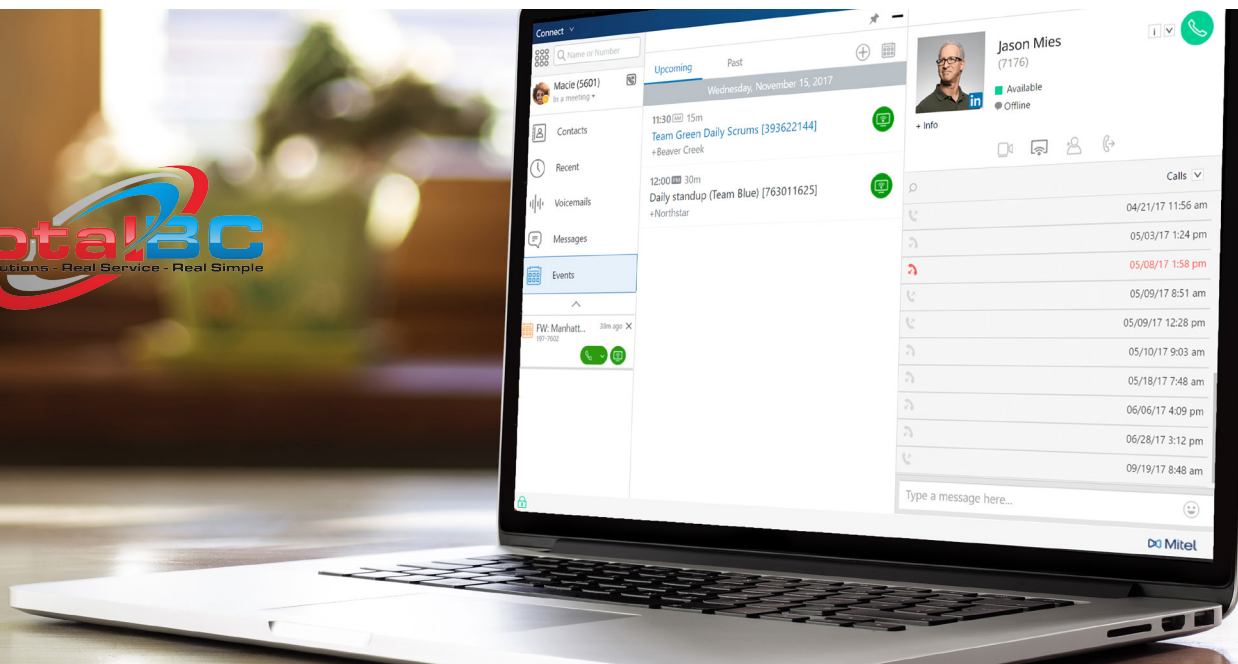 otalBC
utions - Real Service - Real Simple
Connect
Name or Number
Macie (5601)
In a meeting
Contacts
Recent
Voicemails
Messages
Events
FW: Manhatt... 38m ago X
197-7602
Upcoming Past
Wednesday, November 15, 2017
11:30 AM 15m
Team Green Daily Scrums [393622144]
+Beaver Creek
12:00 PM 30m
Daily standup (Team Blue) [763011625]
+Northstar
Jason Mies
(7176)
Available
Offline
in
+ Info
Calls
04/21/17 11:56 am
05/03/17 1:24 pm
05/08/17 1:58 pm
05/09/17 8:51 am
05/09/17 12:28 pm
05/10/17 9:03 am
05/18/17 7:48 am
06/06/17 4:09 pm
06/28/17 3:12 pm
09/19/17 8:48 am
Type a message here...
Mitel